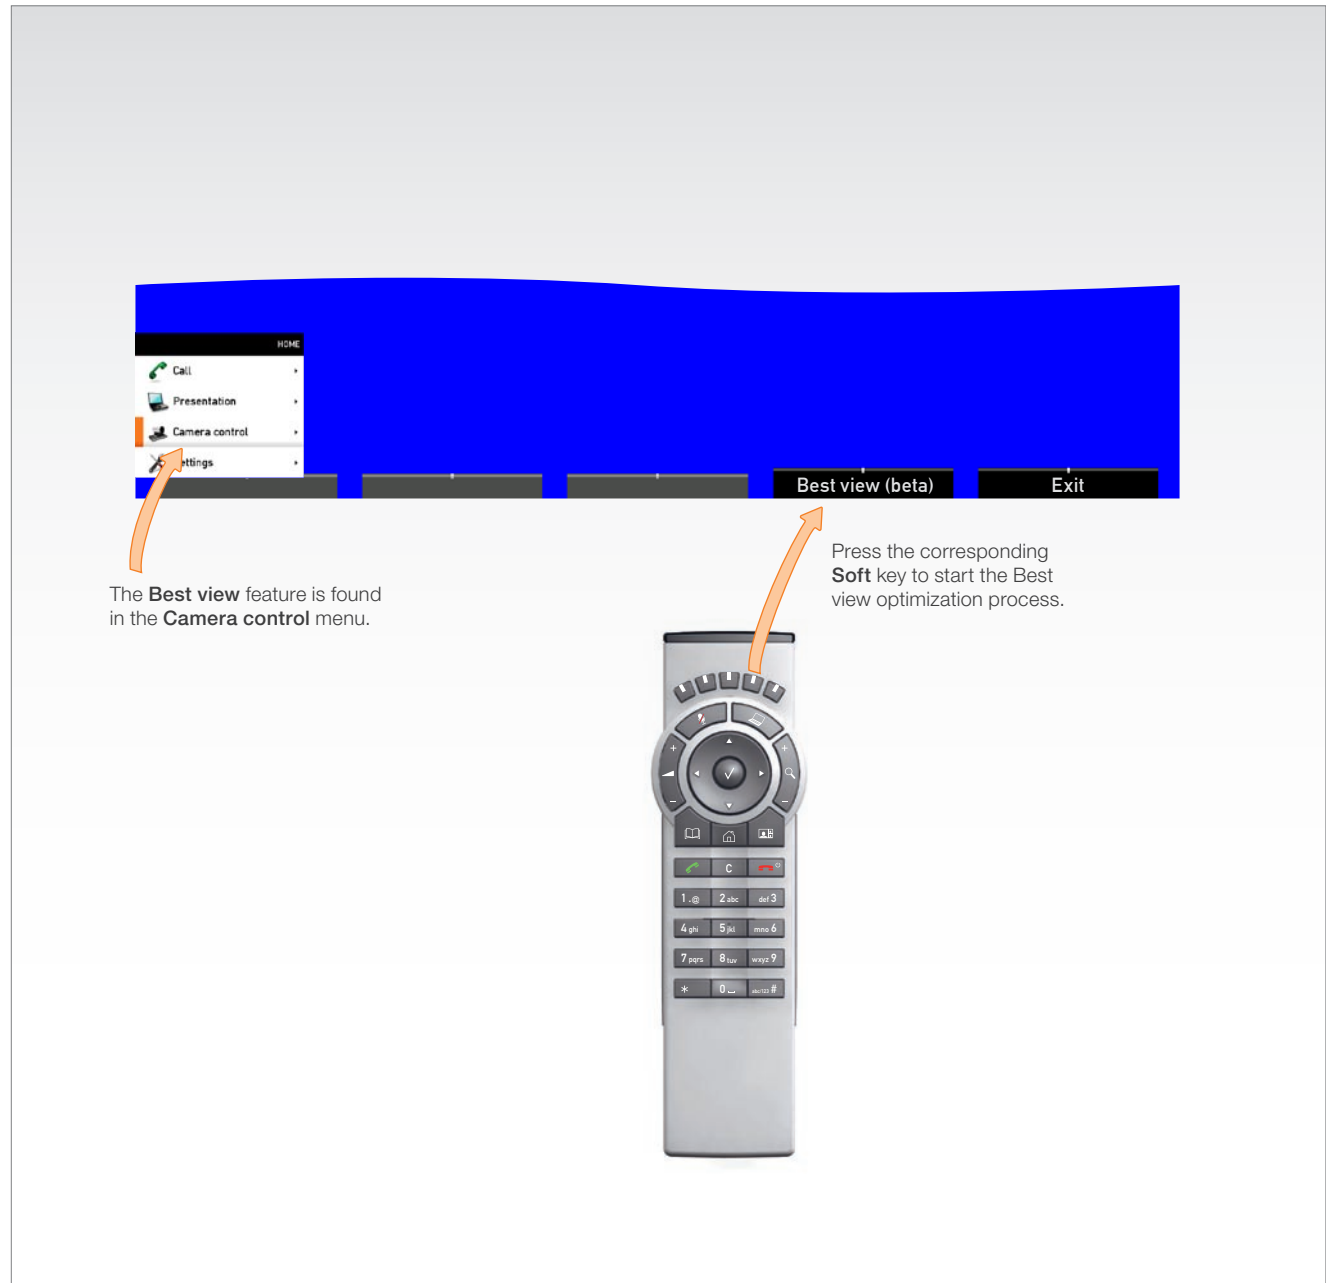 HOME
Call
Presentation
Camera control
ettings
Best view (beta)
Exit
The Best view feature is found
in the Camera control menu.
Press the corresponding
Soft key to start the Best
view optimization process.
+ +
- -
C
1 .@ 2 abc def 3
4 ghi 5 jkl mno 6
7 pqrs 8 tuv wxyz 9
* 0 abc/123 #